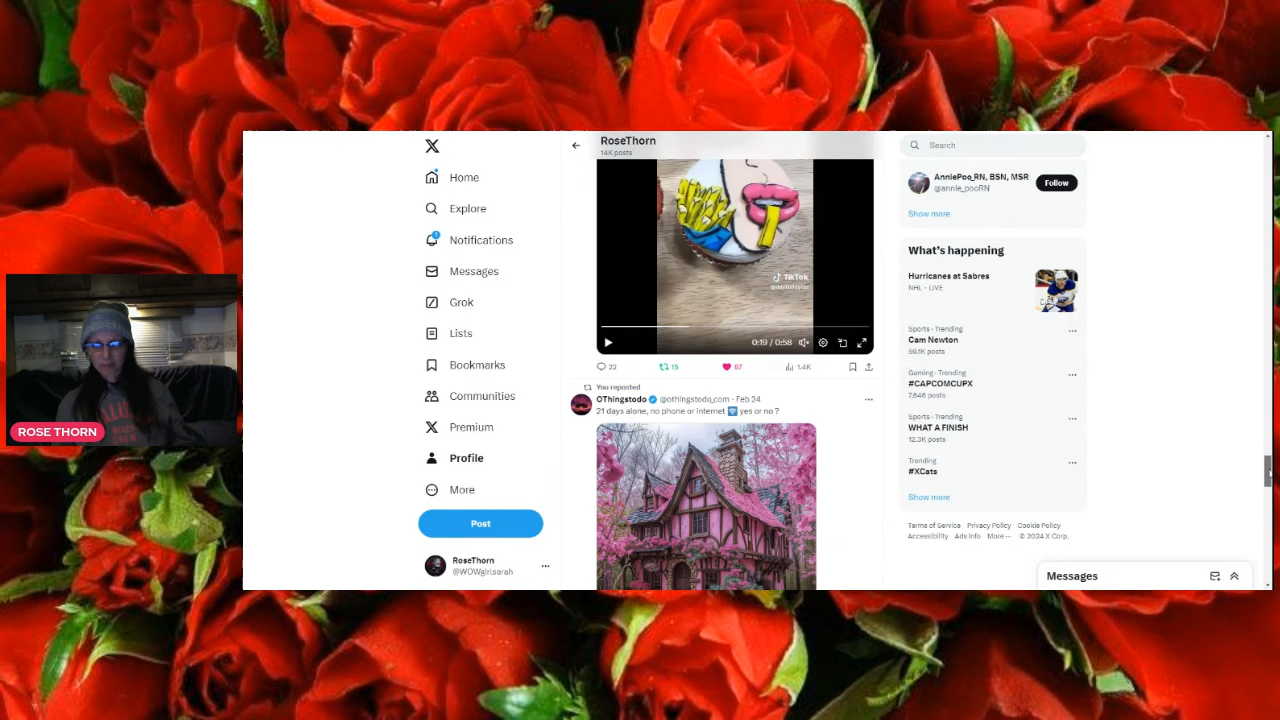 X
Home
Explore
Notifications
Messages
Grok
Lists
Bookmarks
Communities
Premium
Profile
More
Post
RoseThorn
@WOWgirlsarah
RoseThorn
14K posts
TikTok
0:19 / 0:58
22
15
67
1.4K
You reposted
OThingstodo @othingstodo_com · Feb 24
21 days alone, no phone or internet yes or no ?
Search
AnniePoo_RN, BSN, MSR
@annie_pooRN
Follow
Show more
What's happening
Hurricanes at Sabres
NHL · LIVE
Sports · Trending
Cam Newton
59.1K posts
Gaming · Trending
#CAPCOMCUPX
7,646 posts
Sports · Trending
WHAT A FINISH
12.3K posts
Trending
#XCats
Show more
Terms of Service Privacy Policy Cookie Policy
Accessibility Ads info More ··· © 2024 X Corp.
Messages
ROSE THORN